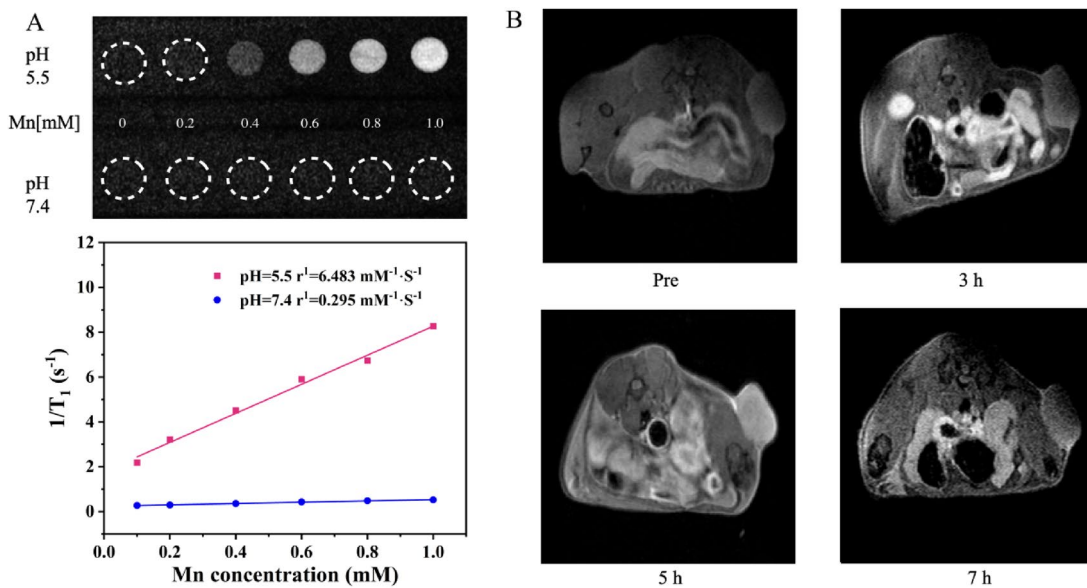 A
pH
5.5
Mn[mM] 0 0.2 0.4 0.6 0.8 1.0
pH
7.4
12
10
8
6
4
2
0
1/T₁ (s⁻¹)
pH=5.5 r¹=6.483 mM⁻¹·S⁻¹
pH=7.4 r¹=0.295 mM⁻¹·S⁻¹
0.0 0.2 0.4 0.6 0.8 1.0
Mn concentration (mM)
B
Pre
3 h
5 h
7 h